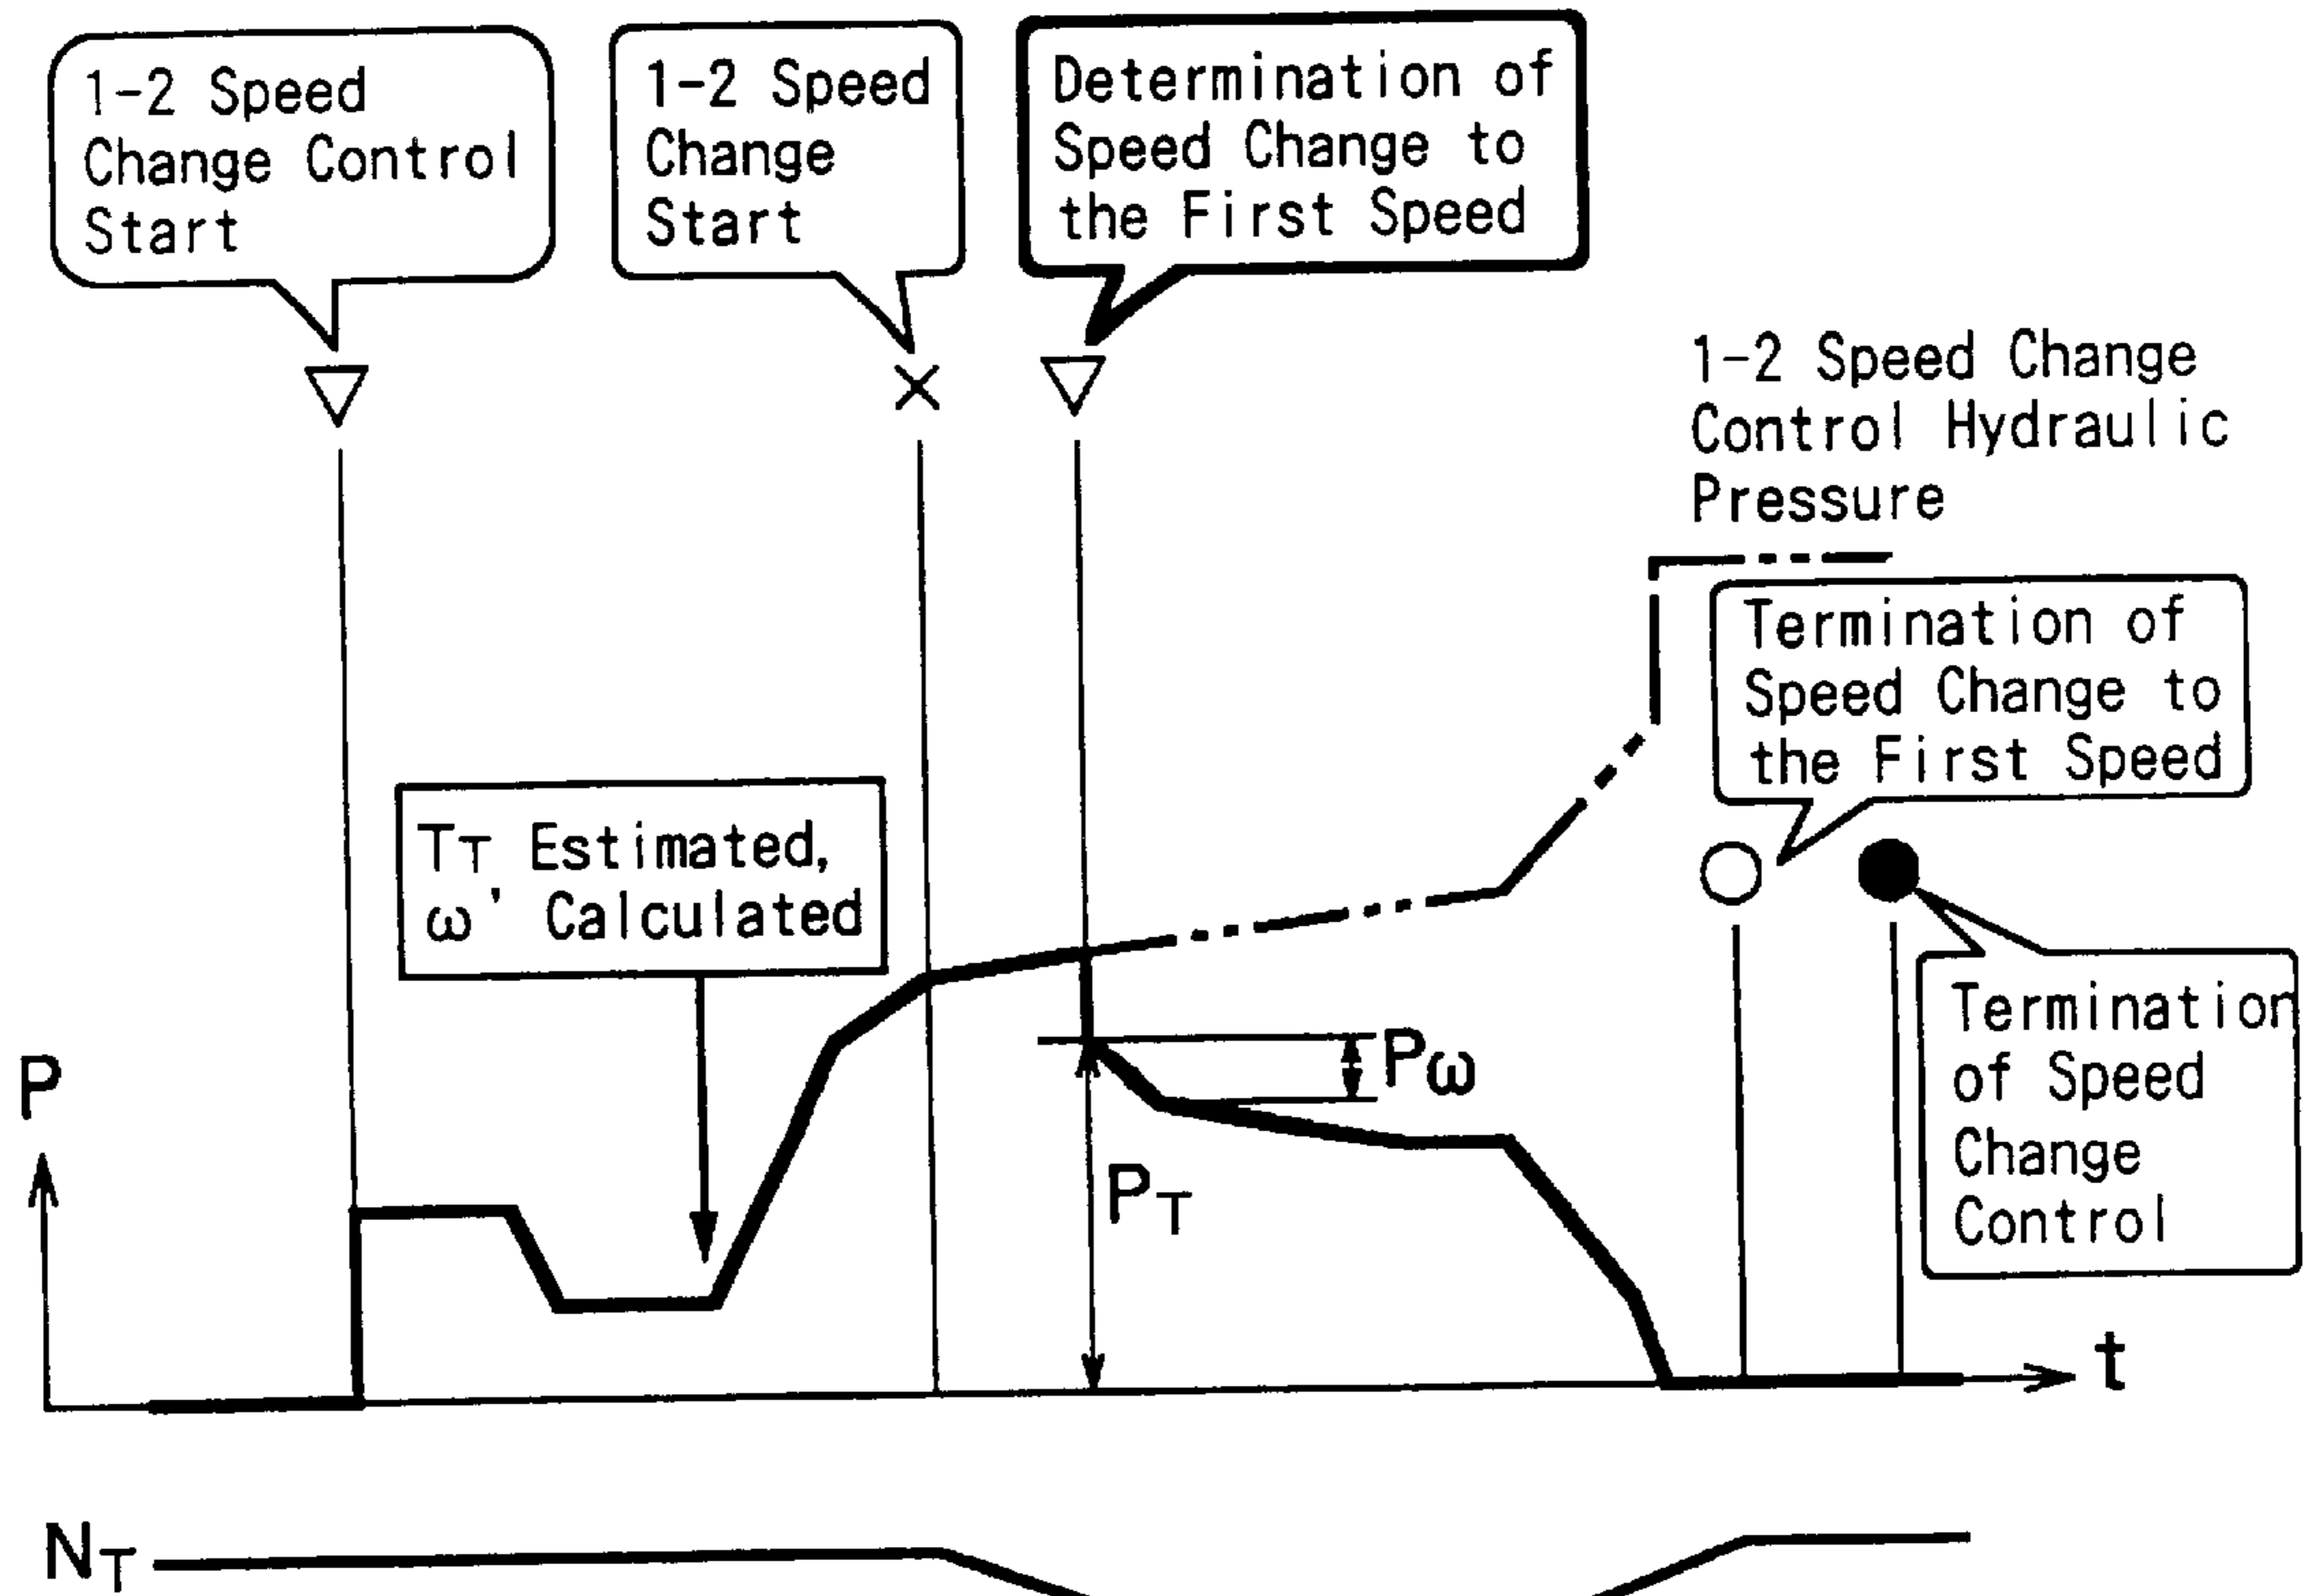 1-2 Speed
Change Control
Start
1-2 Speed
Change
Start
Determination of
Speed Change to
the First Speed
1-2 Speed Change
Control Hydraulic
Pressure
Termination of
Speed Change to
the First Speed
TT Estimated,
ω' Calculated
Termination
of Speed
Change
Control
P
Pω
PT
t
NT